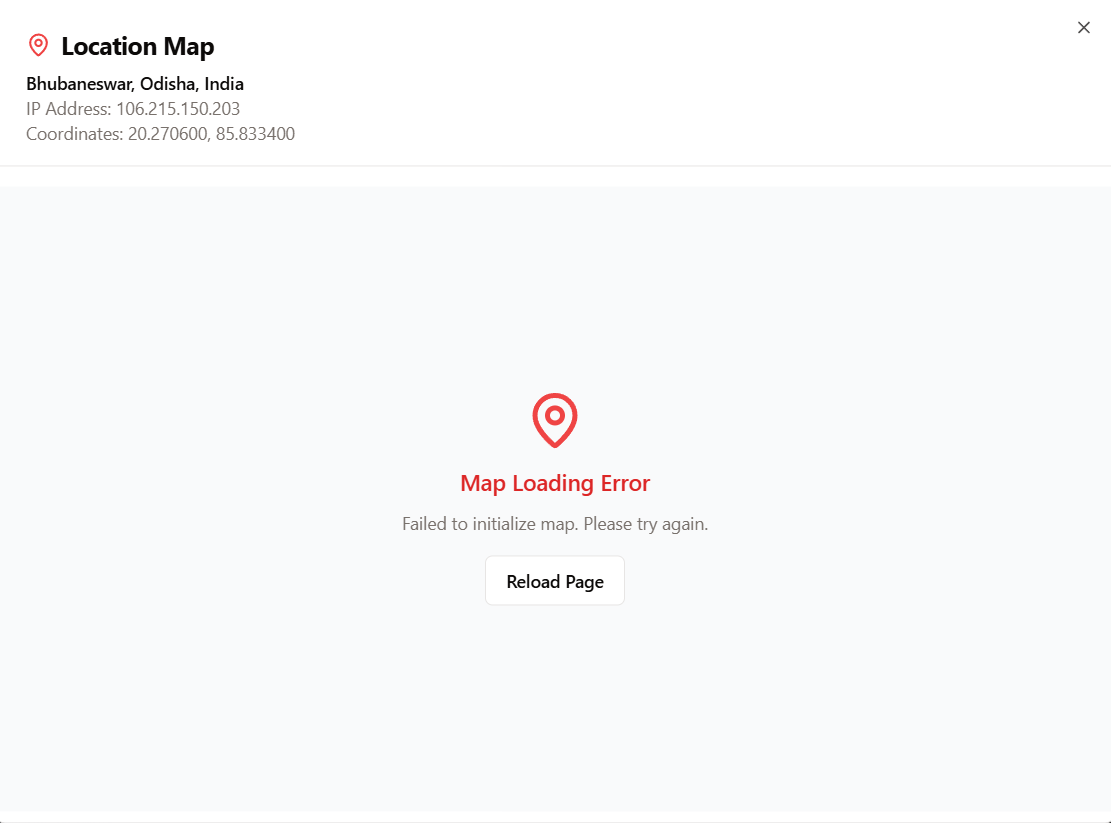 Location Map
Bhubaneswar, Odisha, India
IP Address: 106.215.150.203
Coordinates: 20.270600, 85.833400
Map Loading Error
Failed to initialize map. Please try again.
Reload Page